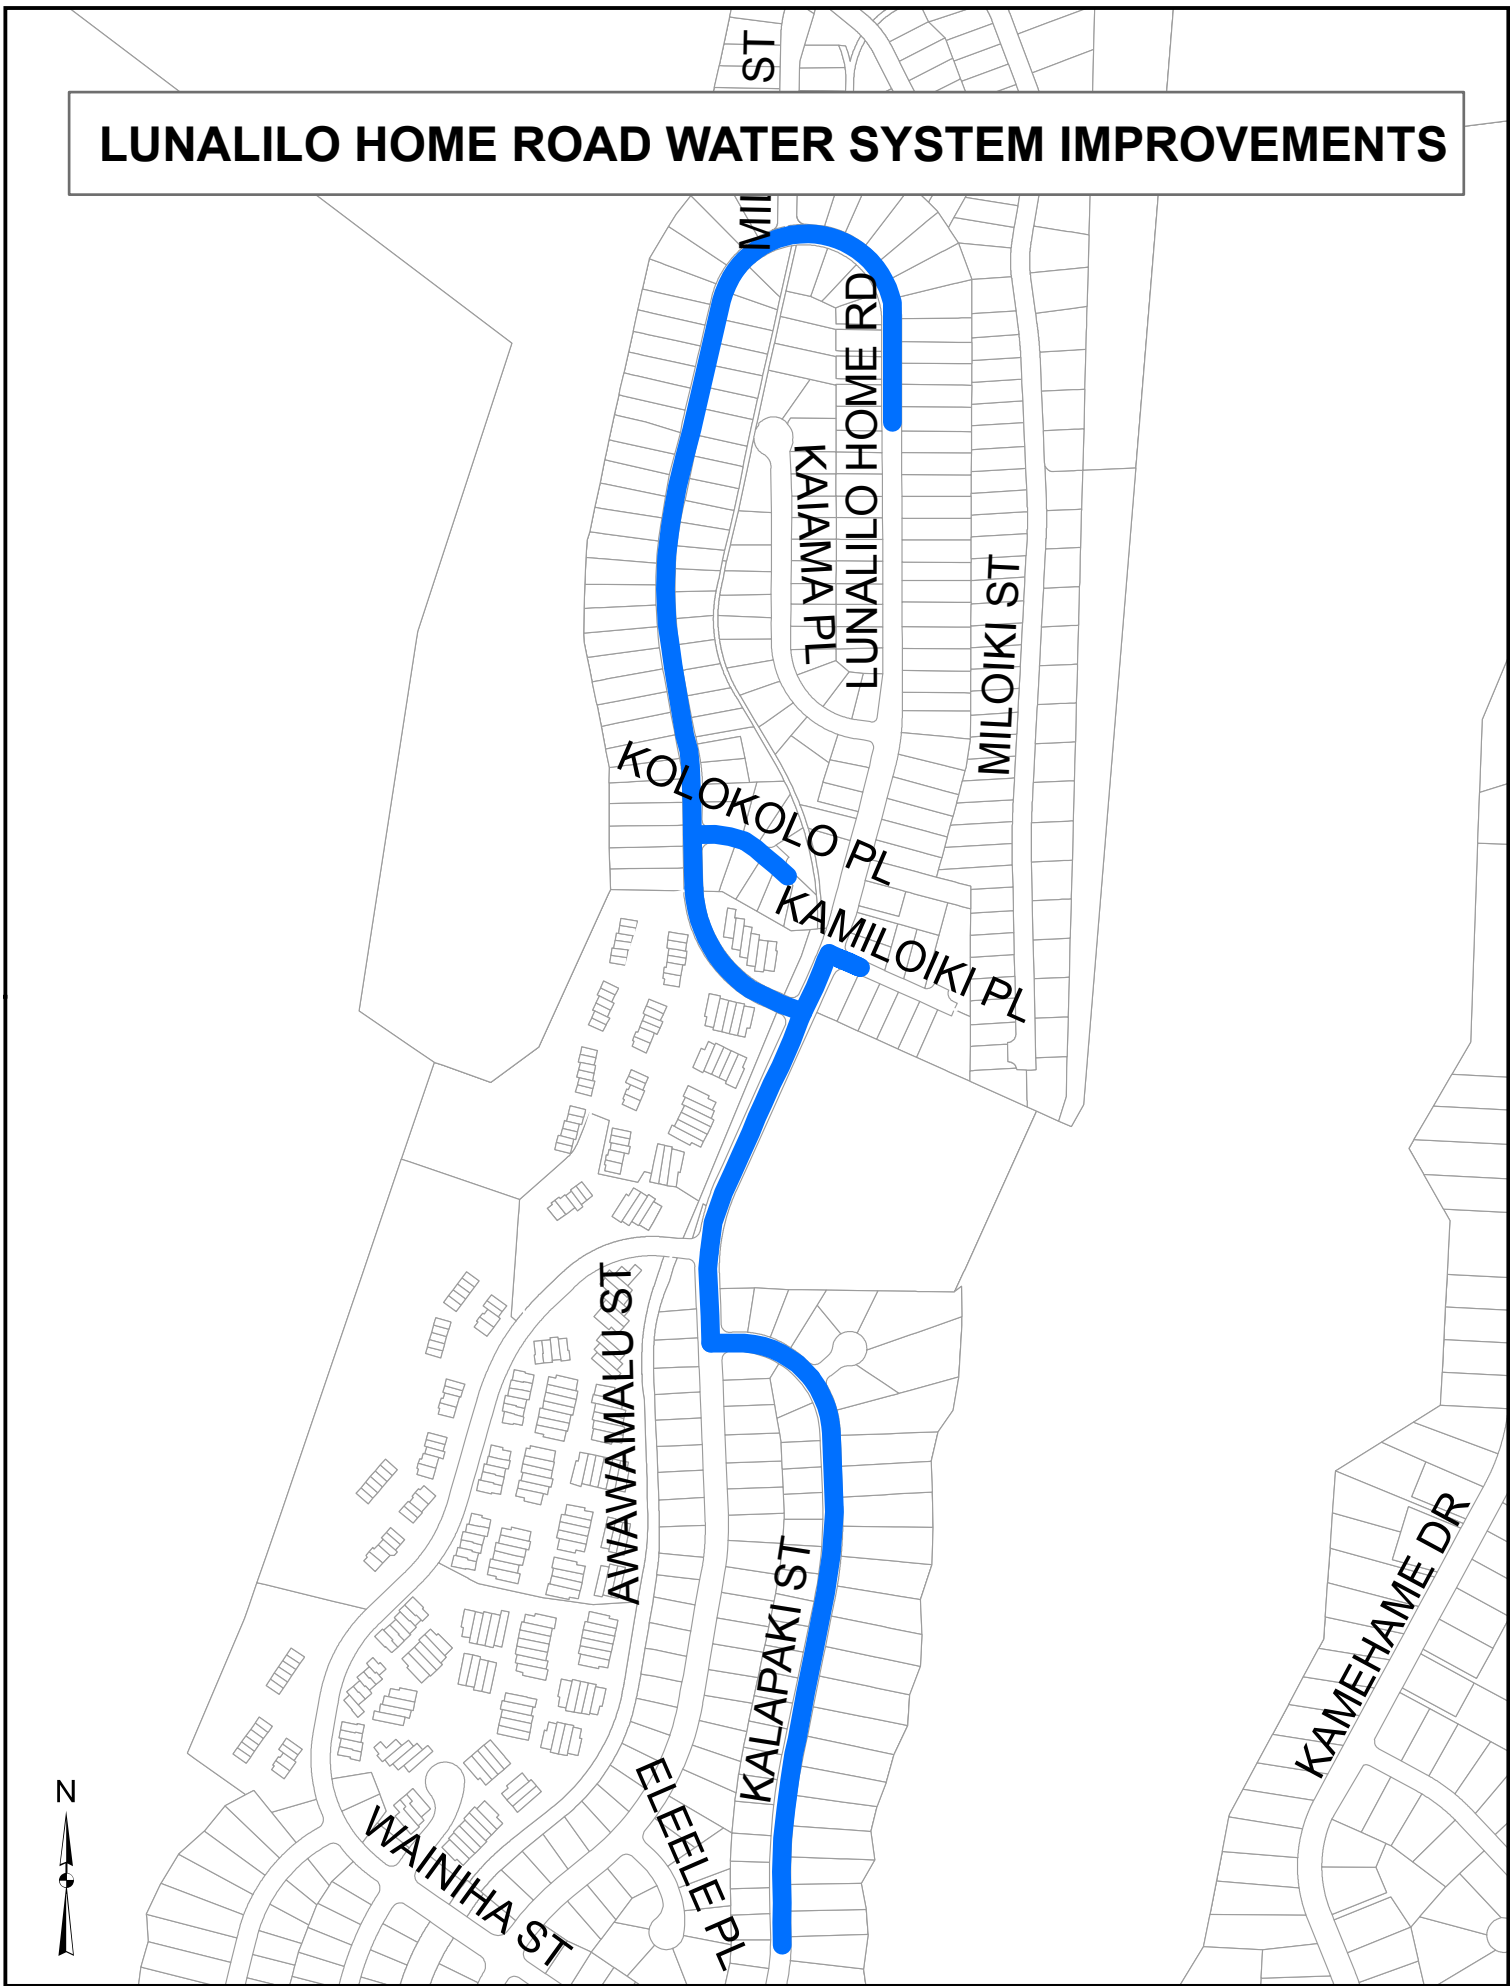 ST
LUNALILO HOME ROAD WATER SYSTEM IMPROVEMENTS
LUNALILO HOME RD
KAIAMA PL
MILOIKI ST
KOLOKOLO PL
KAMILOIKI PL
AWAWAMALU ST
KALAPAKI ST
KAMEHAME DR
ELEELE PL
WAINIHA ST
N